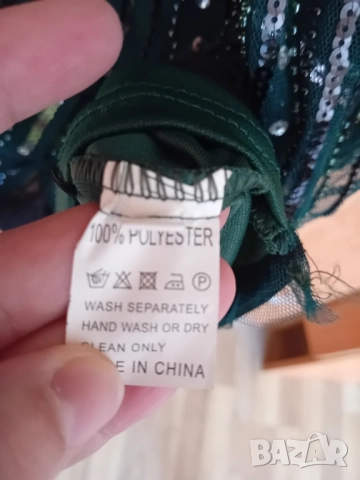 100% POLYESTER
P
WASH SEPARATELY
HAND WASH OR DRY
CLEAN ONLY
IN CHINA
BAZAR